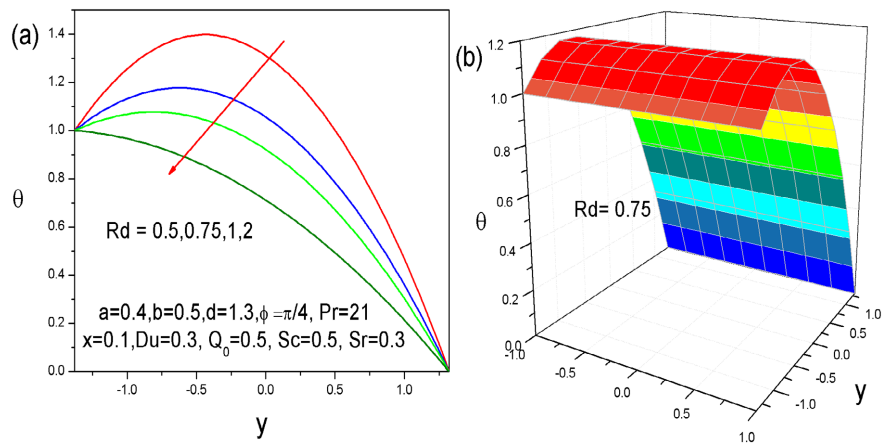 (a)
1.4
1.2
1.0
0.8
0.6
0.4
0.2
0.0
θ
Rd = 0.5,0.75,1,2
a=0.4,b=0.5,d=1.3,ϕ =π/4, Pr=21
x=0.1,Du=0.3, Q₀=0.5, Sc=0.5, Sr=0.3
-1.0 -0.5 0.0 0.5 1.0
y
(b)
1.2
1.0
0.8
0.6
0.4
0.2
0.0
θ
Rd= 0.75
-1.0 -0.5 0.0 0.5 1.0
-1.0 -0.5 0.0 0.5 1.0
y